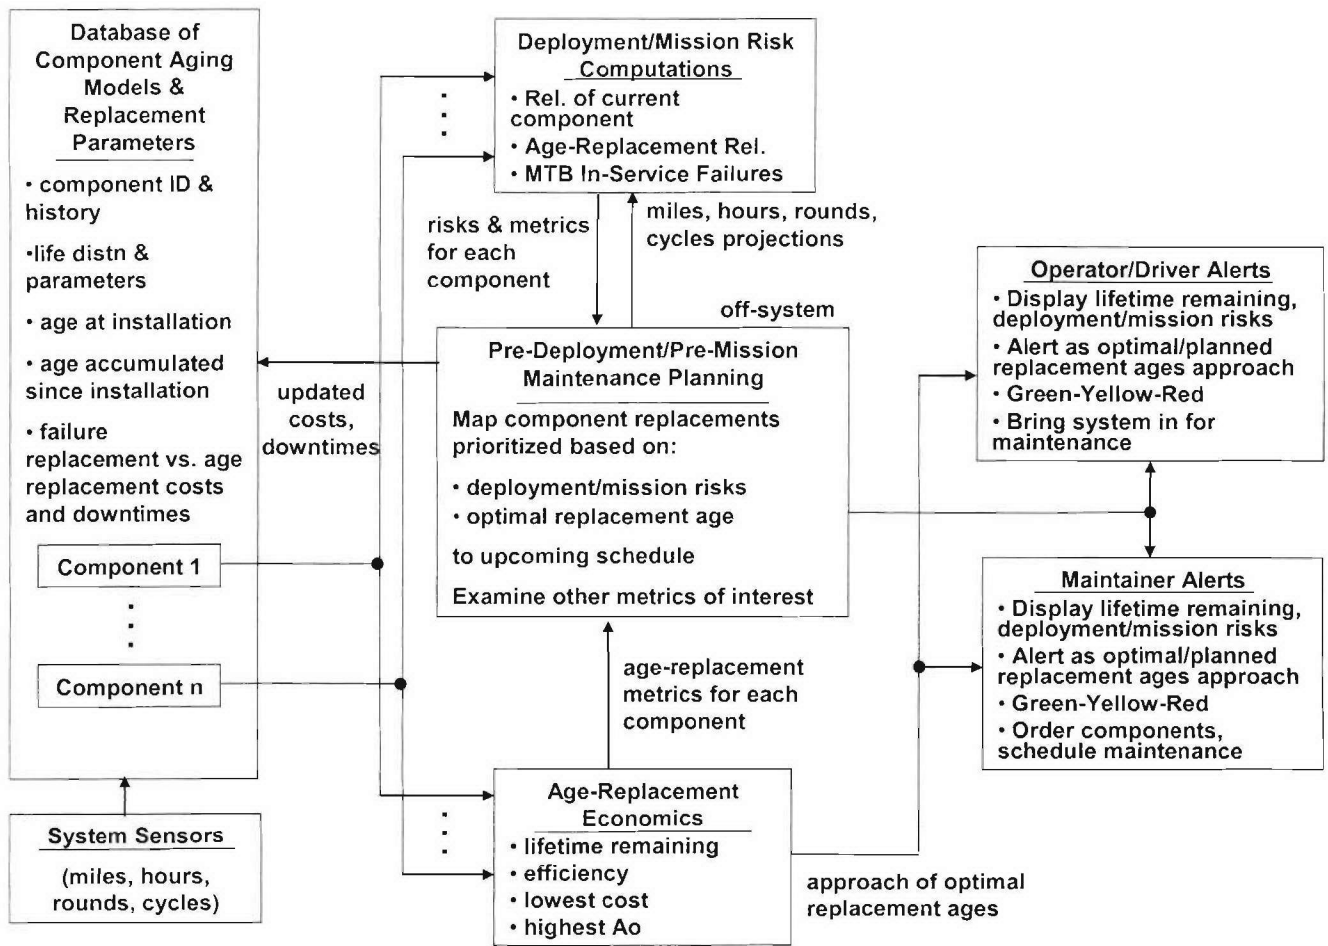 Database of
Component Aging
Models &
Replacement
Parameters
• component ID &
history
•life distn &
parameters
• age at installation
• age accumulated
since installation
• failure
replacement vs. age
replacement costs
and downtimes
Component 1
Component n
System Sensors
(miles, hours,
rounds, cycles)
Deployment/Mission Risk
Computations
• Rel. of current
component
• Age-Replacement Rel.
• MTB In-Service Failures
risks & metrics
for each
component
miles, hours, rounds,
cycles projections
off-system
updated
costs,
downtimes
Pre-Deployment/Pre-Mission
Maintenance Planning
Map component replacements
prioritized based on:
• deployment/mission risks
• optimal replacement age
to upcoming schedule
Examine other metrics of interest
age-replacement
metrics for each
component
Age-Replacement
Economics
• lifetime remaining
• efficiency
• lowest cost
• highest Ao
approach of optimal
replacement ages
Operator/Driver Alerts
• Display lifetime remaining,
deployment/mission risks
• Alert as optimal/planned
replacement ages approach
• Green-Yellow-Red
• Bring system in for
maintenance
Maintainer Alerts
• Display lifetime remaining,
deployment/mission risks
• Alert as optimal/planned
replacement ages approach
• Green-Yellow-Red
• Order components,
schedule maintenance